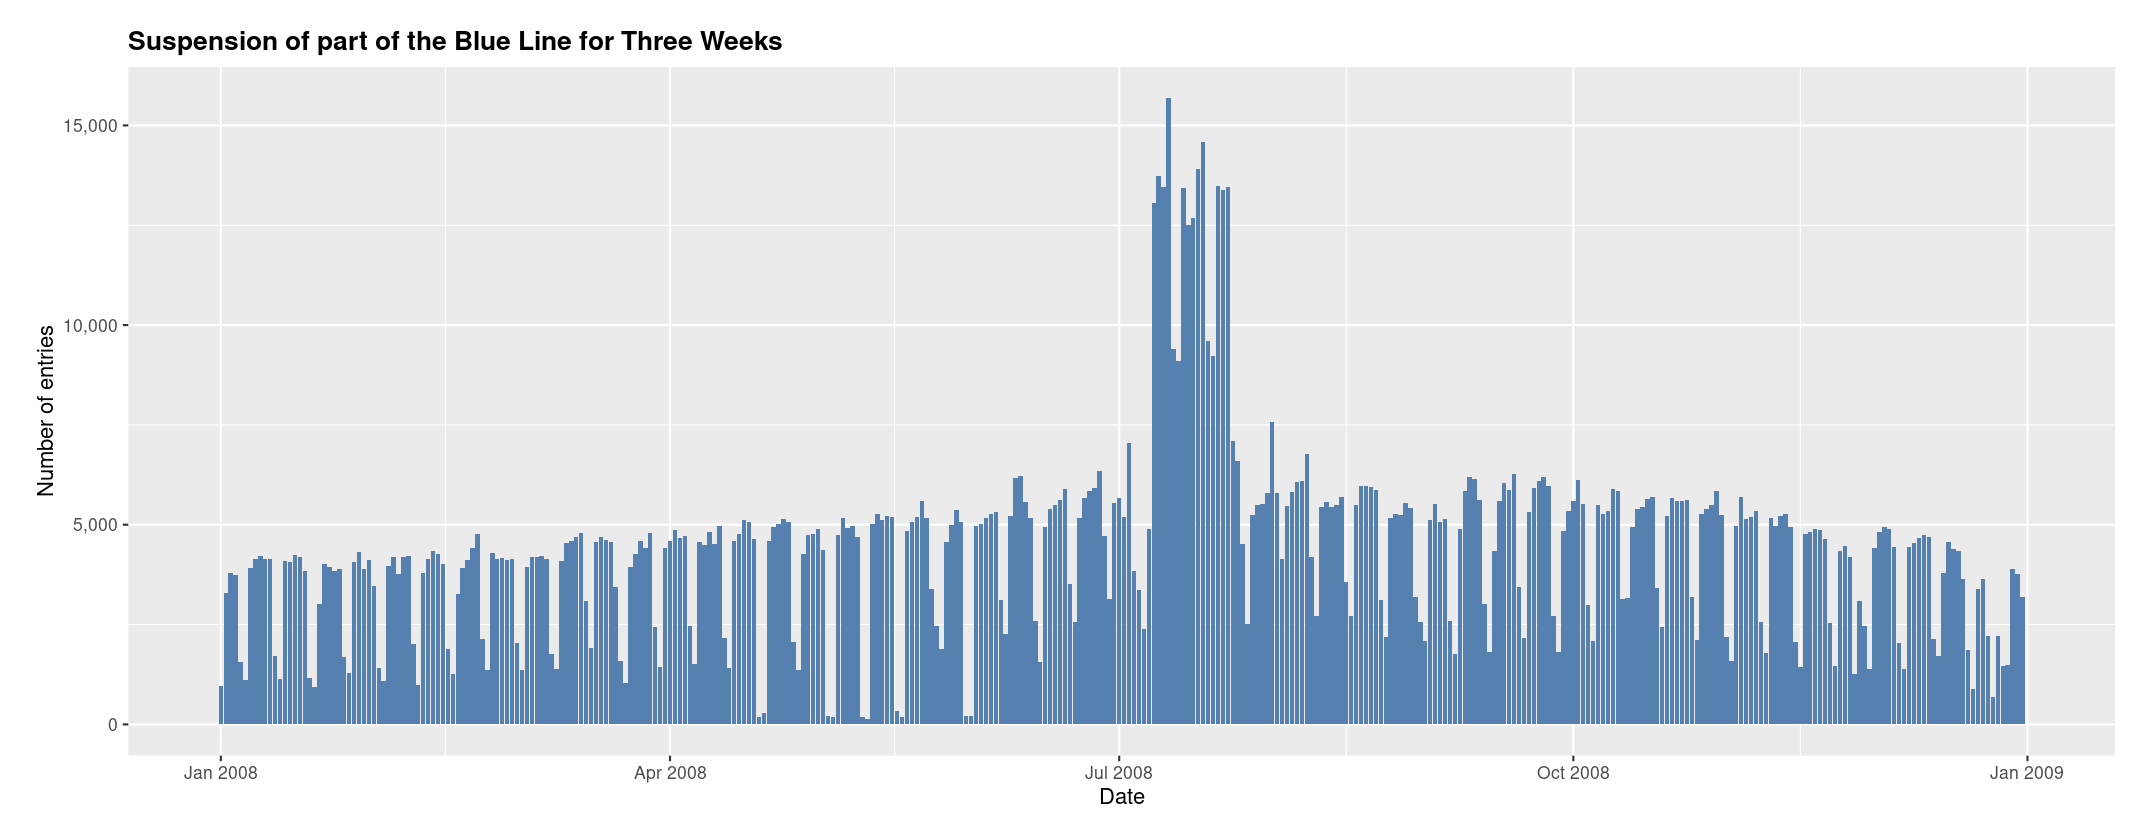 Suspension of part of the Blue Line for Three Weeks
Number of entries
15,000
10,000
5,000
0
Jan 2008
Apr 2008
Jul 2008
Oct 2008
Jan 2009
Date